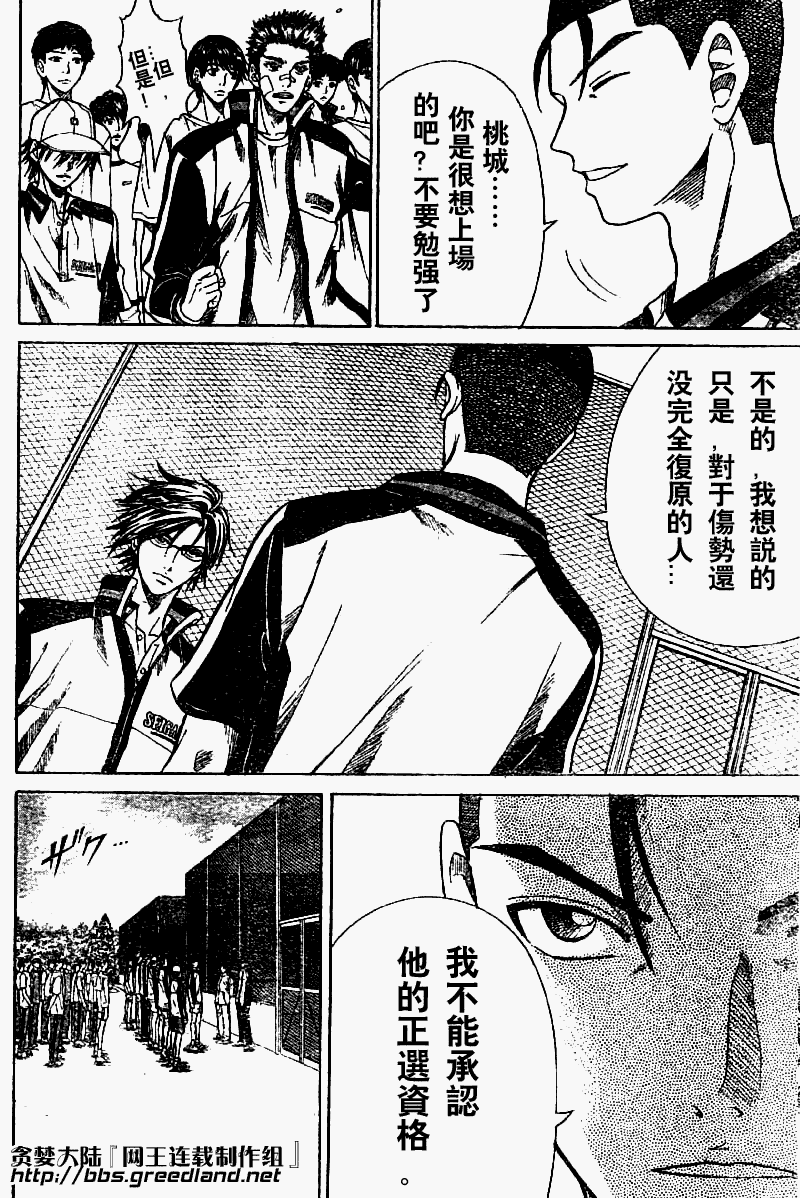 桃城……
你是很想上場
的吧？不要勉强了
…但，
但是！
不是的，我想説的
只是，對于傷勢還
没完全復原的人…
SEIGA
ザワ…
我不能承認
他的正選資格。
贪婪大陆『网王连载制作组』
http://bbs.greedland.net